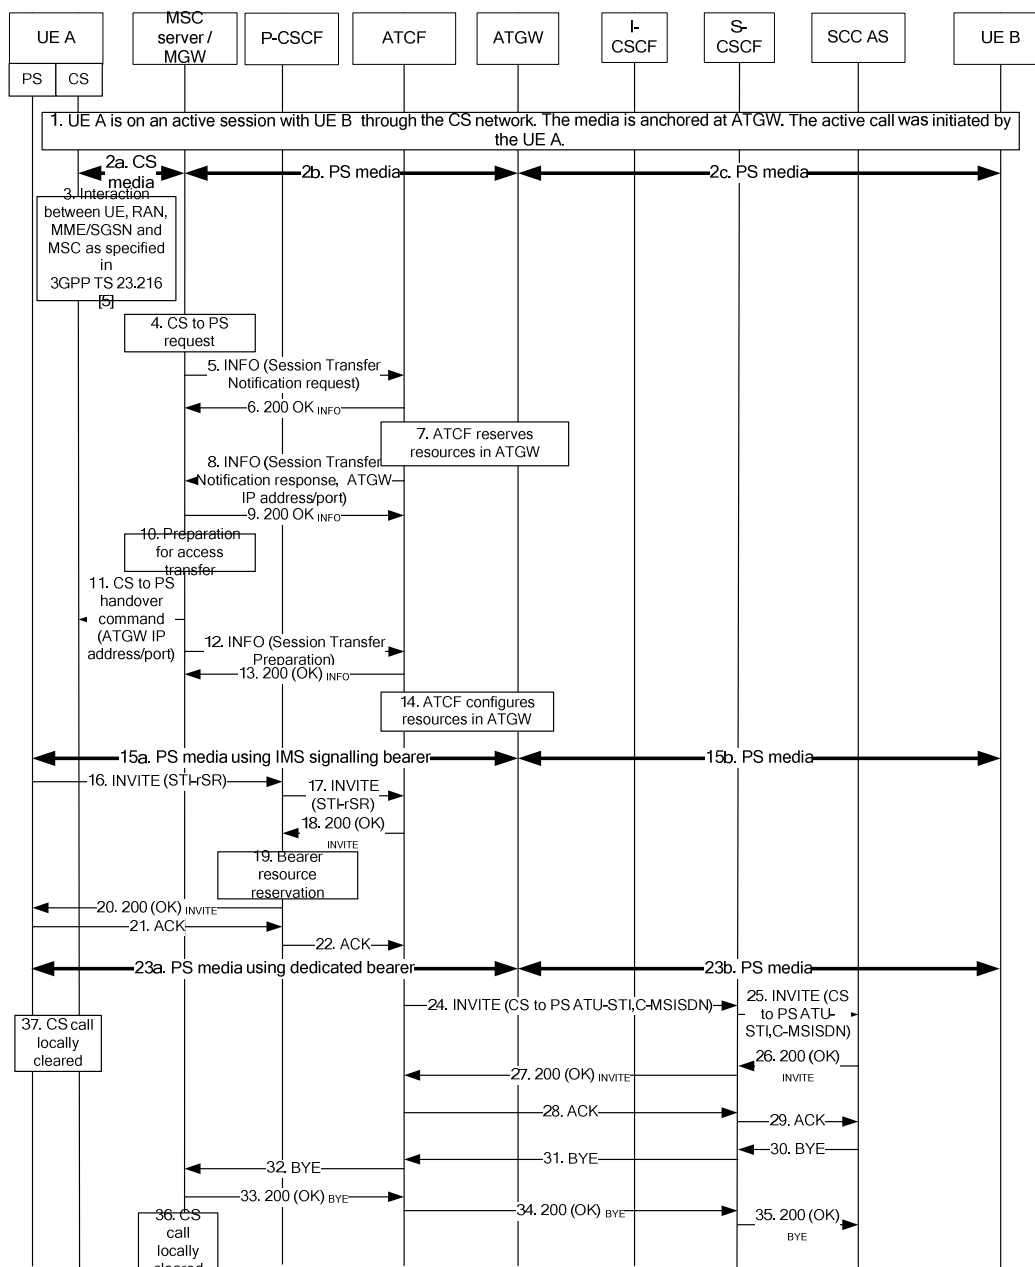 UE A
MSC
server /
MGW
P-CSCF
ATCF
ATGW
I-
CSCF
S-
CSCF
SCC AS
UE B
PS
CS
1. UE A is on an active session with UE B through the CS network. The media is anchored at ATGW. The active call was initiated by
the UE A.
2a. CS
media
2b. PS media
2c. PS media
3. Interaction
between UE, RAN,
MME/SGSN and
MSC as specified
in
3GPP TS 23.216
[5]
4. CS to PS
request
5. INFO (Session Transfer
Notification request)
6. 200 OK INFO
7. ATCF reserves
resources in ATGW
8. INFO (Session Transfer
Notification response, ATGW
IP address/port)
9. 200 OK INFO
10. Preparation
for access
transfer
11. CS to PS
handover
command
(ATGW IP
address/port)
12. INFO (Session Transfer
Preparation)
13. 200 (OK) INFO
14. ATCF configures
resources in ATGW
15a. PS media using IMS signalling bearer
15b. PS media
16. INVITE (STI-rSR)
17. INVITE
(STI-rSR)
18. 200 (OK)
INVITE
19. Bearer
resource
reservation
20. 200 (OK) INVITE
21. ACK
22. ACK
23a. PS media using dedicated bearer
23b. PS media
24. INVITE (CS to PS ATU-STI,C-MSISDN)
25. INVITE (CS
to PS ATU-
STI,C-MSISDN)
37. CS call
locally
cleared
26. 200 (OK)
INVITE
27. 200 (OK) INVITE
28. ACK
29. ACK
30. BYE
31. BYE
32. BYE
33. 200 (OK) BYE
34. 200 (OK) BYE
35. 200 (OK)
BYE
36. CS
call
locally
cleared